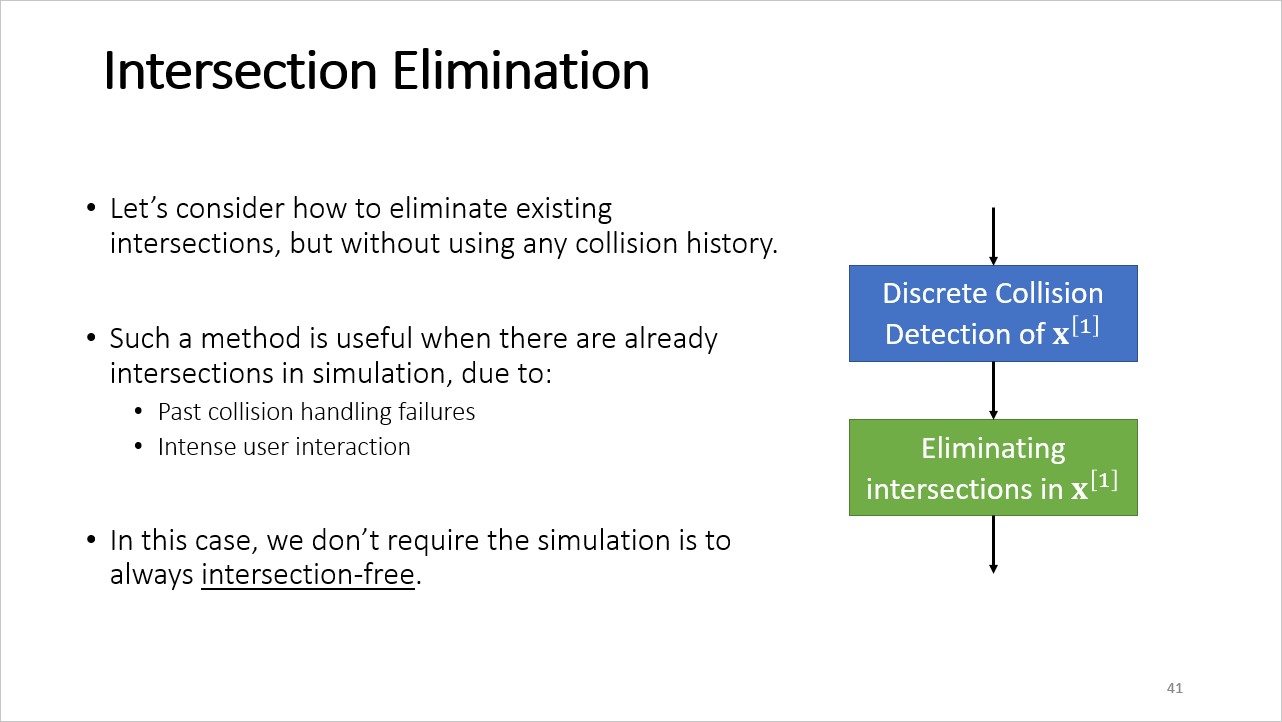 Intersection Elimination
• Let’s consider how to eliminate existing
intersections, but without using any collision history.
• Such a method is useful when there are already
intersections in simulation, due to:
• Past collision handling failures
• Intense user interaction
• In this case, we don’t require the simulation is to
always intersection-free.
Discrete Collision
Detection of x^[1]
Eliminating
intersections in x^[1]
41